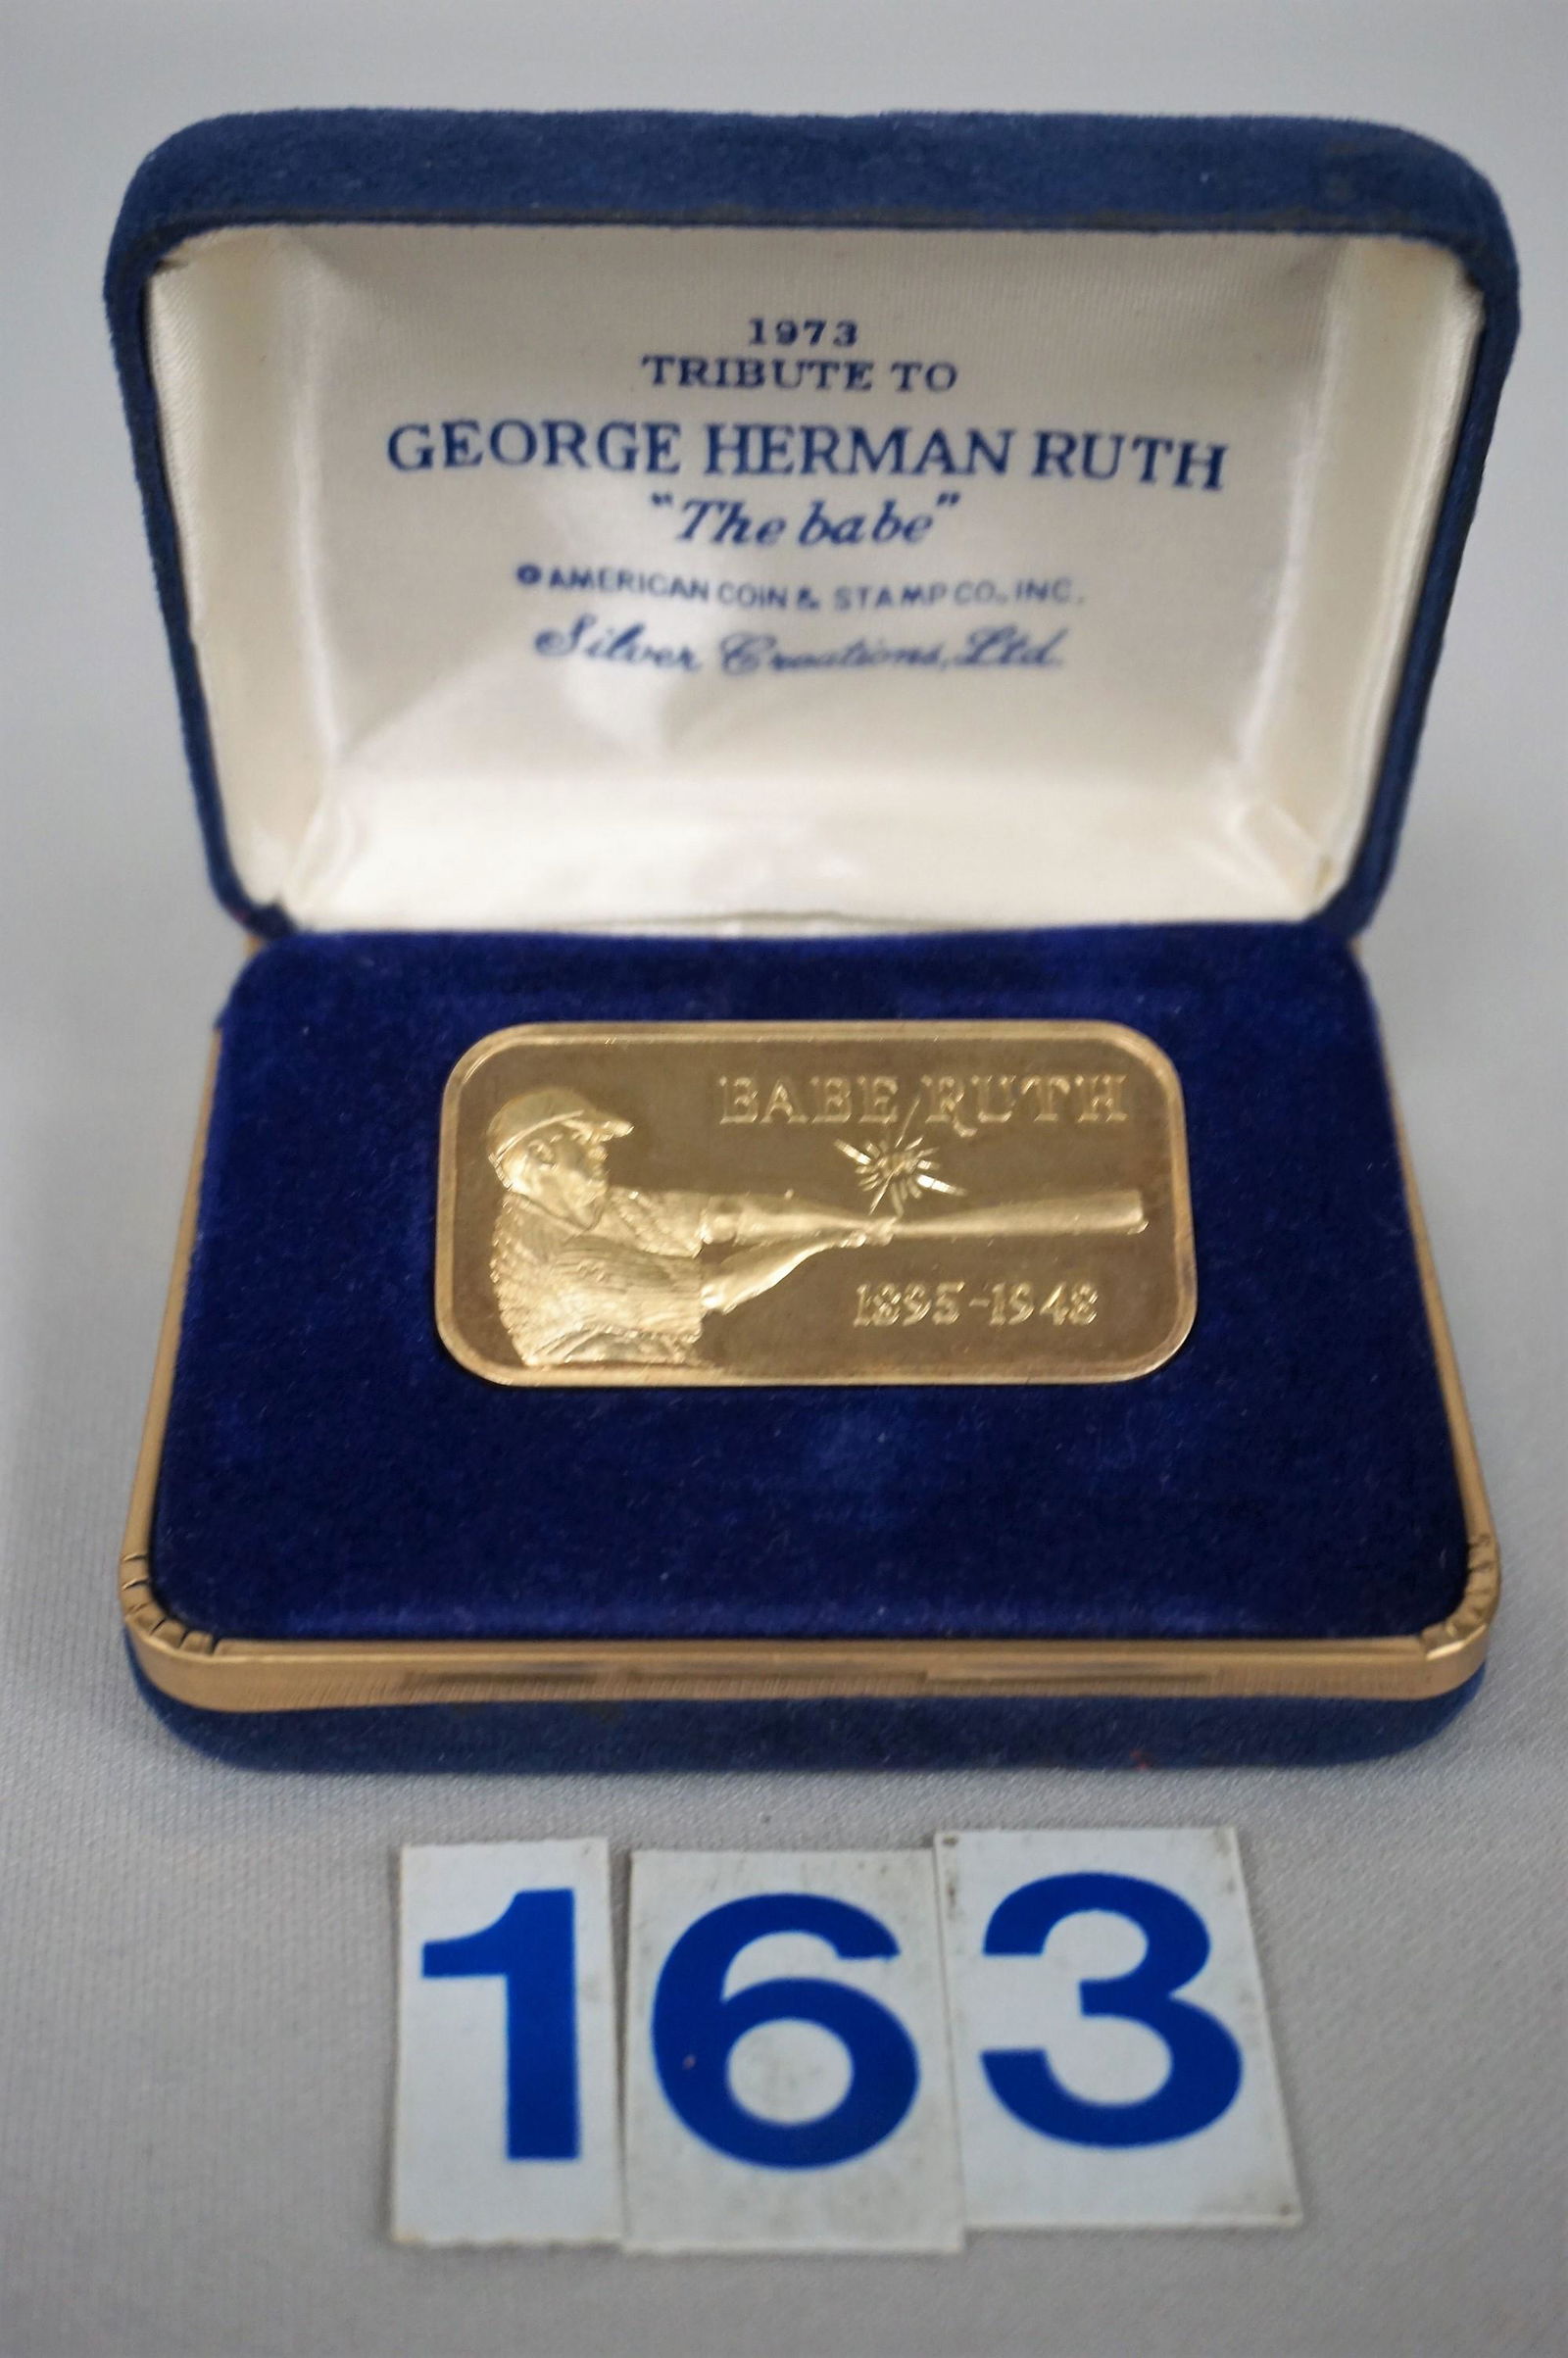 1973
TRIBUTE TO
GEORGE HERMAN RUTH
"The babe"
© AMERICAN COIN & STAMP CO., INC.
Silver Creations, Ltd.
BABE RUTH
1895-1948
163